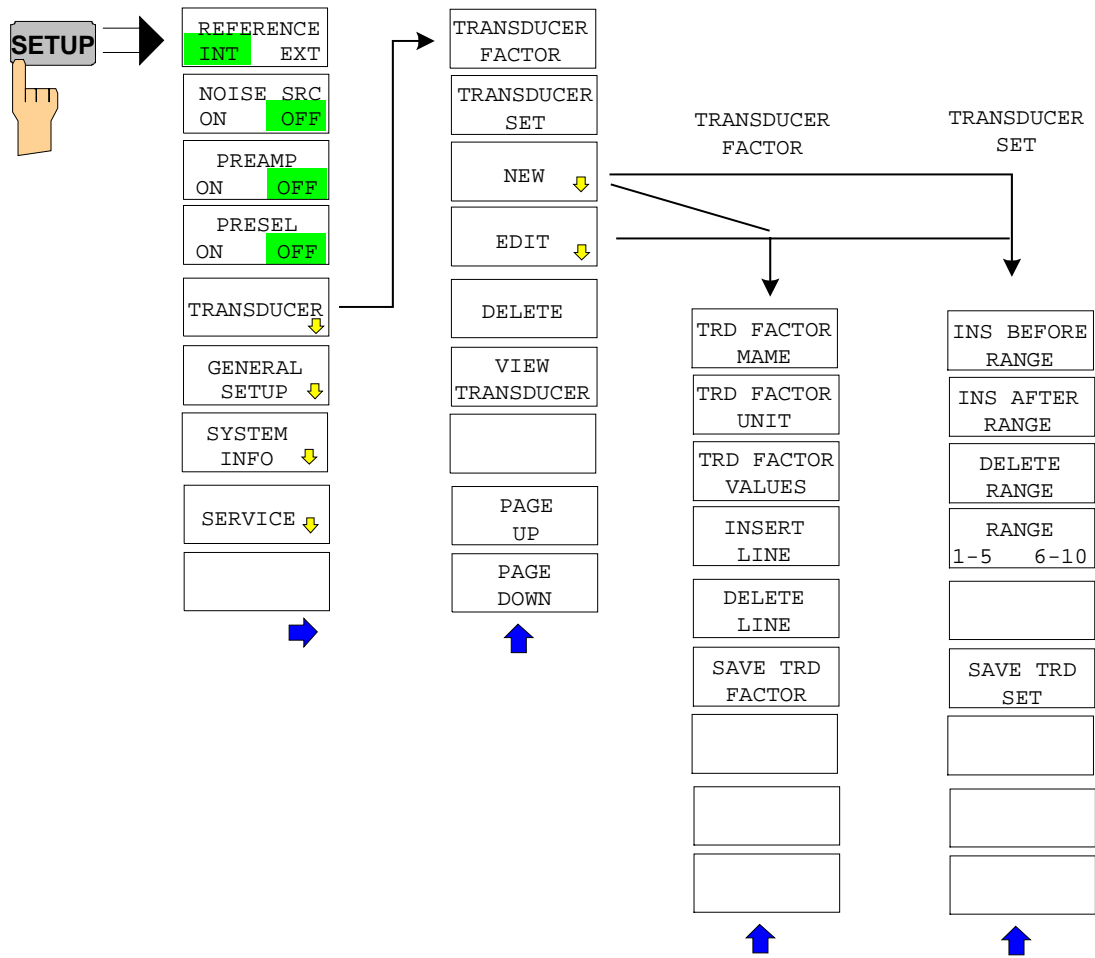 SETUP
REFERENCE
INT EXT
NOISE SRC
ON OFF
PREAMP
ON OFF
PRESEL
ON OFF
TRANSDUCER
GENERAL
SETUP
SYSTEM
INFO
SERVICE
TRANSDUCER
FACTOR
TRANSDUCER
SET
NEW
EDIT
DELETE
VIEW
TRANSDUCER
PAGE
UP
PAGE
DOWN
TRANSDUCER
FACTOR
TRD FACTOR
MAME
TRD FACTOR
UNIT
TRD FACTOR
VALUES
INSERT
LINE
DELETE
LINE
SAVE TRD
FACTOR
TRANSDUCER
SET
INS BEFORE
RANGE
INS AFTER
RANGE
DELETE
RANGE
RANGE
1-5 6-10
SAVE TRD
SET